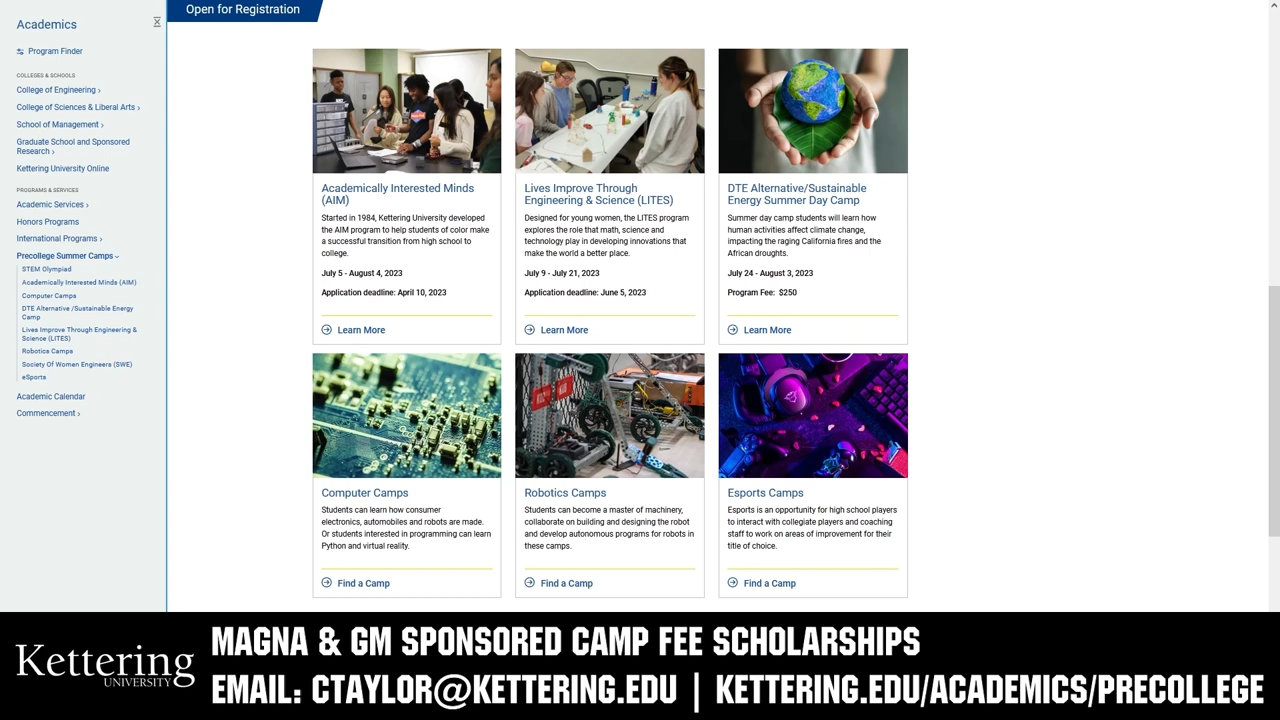 Open for Registration
Academics
Program Finder
COLLEGES & SCHOOLS
College of Engineering ›
College of Sciences & Liberal Arts ›
School of Management ›
Graduate School and Sponsored
Research ›
Kettering University Online
PROGRAMS & SERVICES
Academic Services ›
Honors Programs
International Programs ›
Precollege Summer Camps
STEM Olympiad
Academically Interested Minds (AIM)
Computer Camps
DTE Alternative /Sustainable Energy
Camp
Lives Improve Through Engineering &
Science (LITES)
Robotics Camps
Society Of Women Engineers (SWE)
eSports
Academic Calendar
Commencement ›
Academically Interested Minds
(AIM)
Started in 1984, Kettering University developed
the AIM program to help students of color make
a successful transition from high school to
college.
July 5 - August 4, 2023
Application deadline: April 10, 2023
Learn More
Lives Improve Through
Engineering & Science (LITES)
Designed for young women, the LITES program
explores the role that math, science and
technology play in developing innovations that
make the world a better place.
July 9 - July 21, 2023
Application deadline: June 5, 2023
Learn More
DTE Alternative/Sustainable
Energy Summer Day Camp
Summer day camp students will learn how
human activities affect climate change,
impacting the raging California fires and the
African droughts.
July 24 - August 3, 2023
Program Fee: $250
Learn More
Computer Camps
Students can learn how consumer
electronics, automobiles and robots are made.
Or students interested in programming can learn
Python and virtual reality.
Find a Camp
Robotics Camps
Students can become a master of machinery,
collaborate on building and designing the robot
and develop autonomous programs for robots in
these camps.
Find a Camp
Esports Camps
Esports is an opportunity for high school players
to interact with collegiate players and coaching
staff to work on areas of improvement for their
title of choice.
Find a Camp
Kettering
UNIVERSITY
MAGNA & GM SPONSORED CAMP FEE SCHOLARSHIPS
EMAIL: CTAYLOR@KETTERING.EDU | KETTERING.EDU/ACADEMICS/PRECOLLEGE